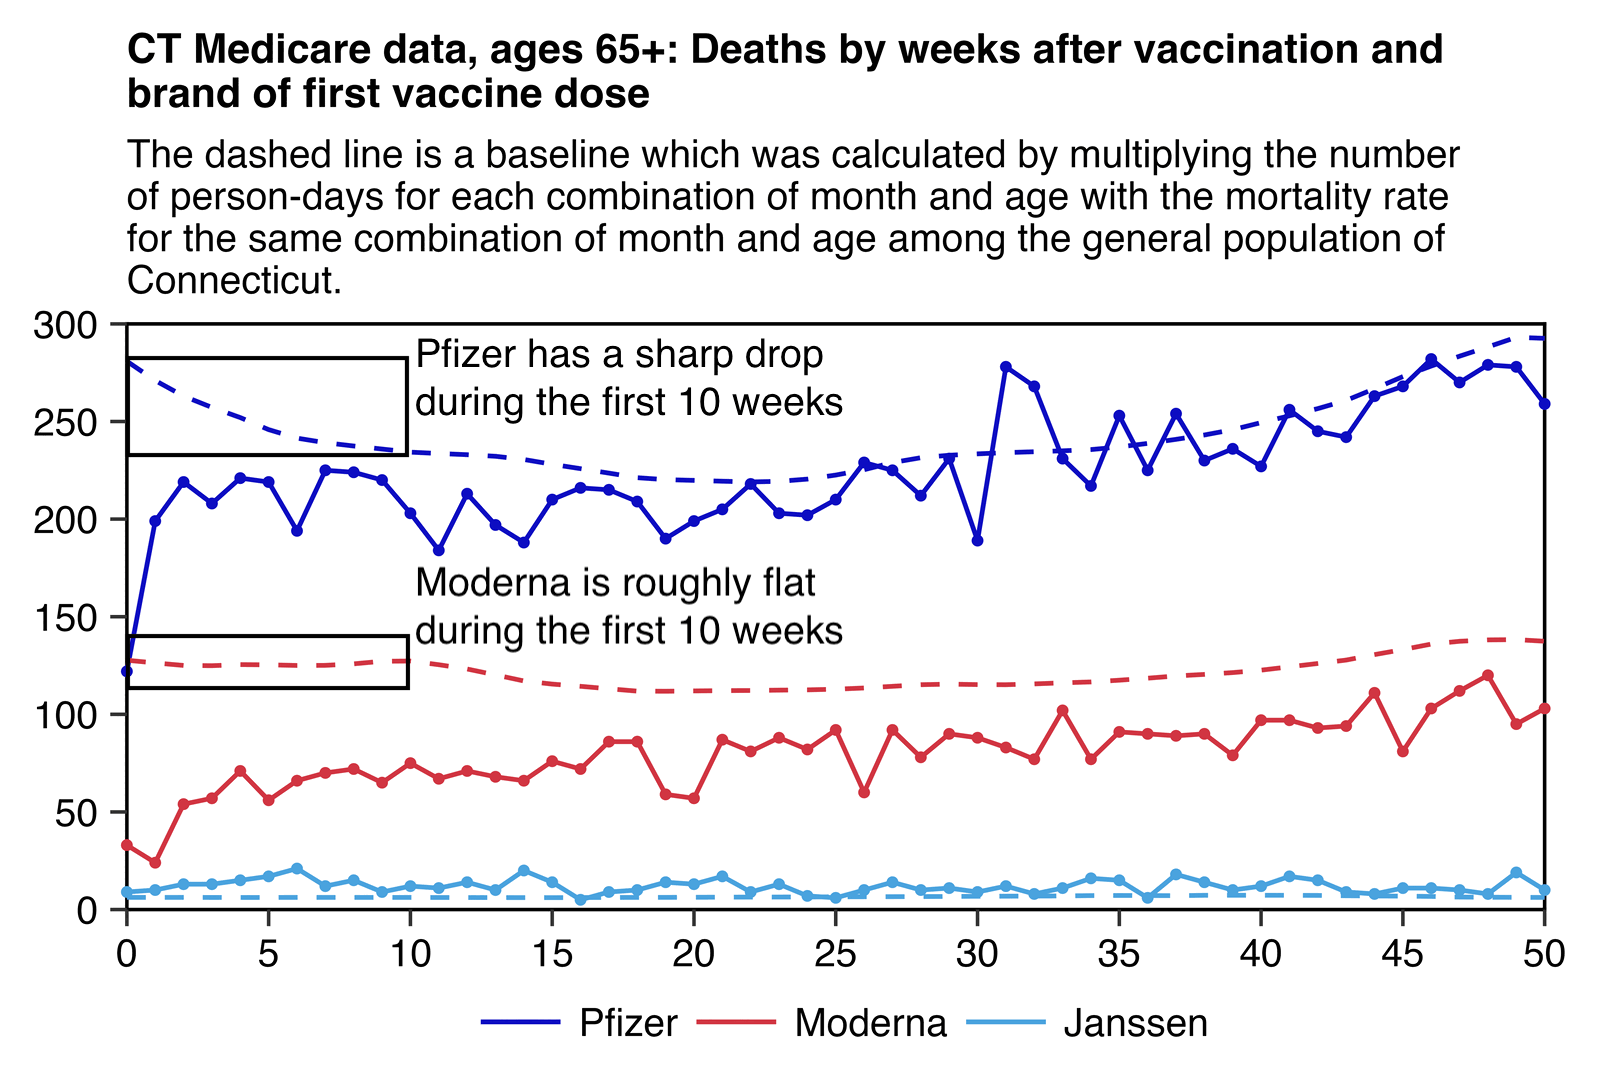 CT Medicare data, ages 65+: Deaths by weeks after vaccination and
brand of first vaccine dose
The dashed line is a baseline which was calculated by multiplying the number
of person-days for each combination of month and age with the mortality rate
for the same combination of month and age among the general population of
Connecticut.
300
250
200
150
100
50
0
Pfizer has a sharp drop
during the first 10 weeks
Moderna is roughly flat
during the first 10 weeks
0 5 10 15 20 25 30 35 40 45 50
Pfizer Moderna Janssen